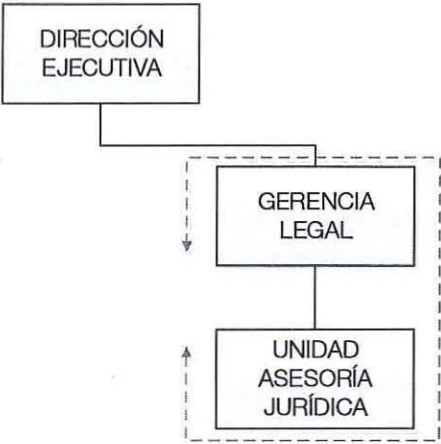 DIRECCIÓN
EJECUTIVA
GERENCIA
LEGAL
UNIDAD
ASESORÍA
JURÍDICA